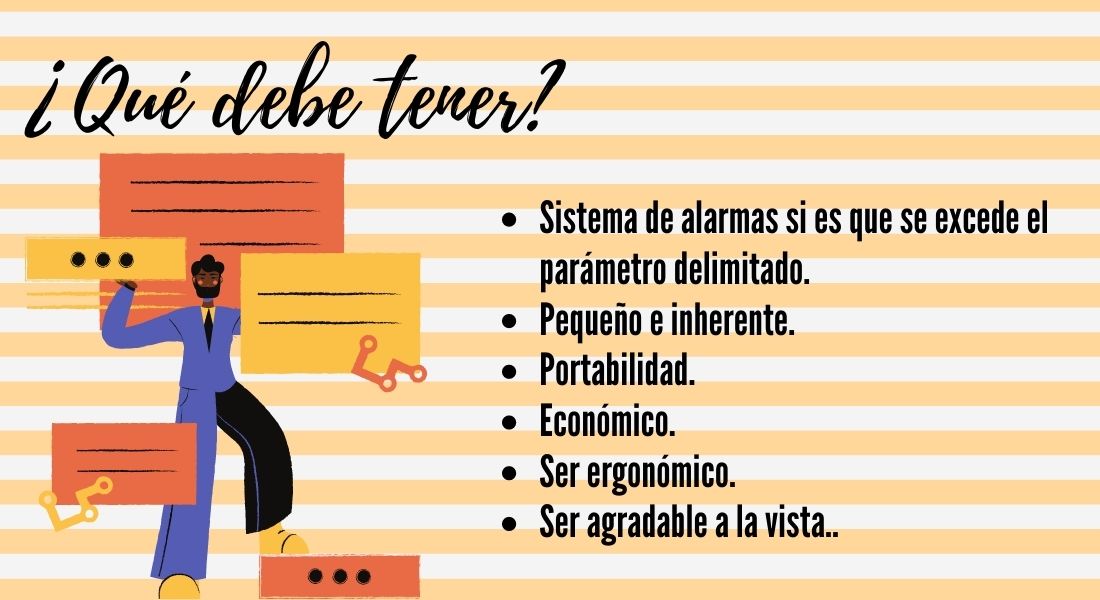 ¿Qué debe tener?
• Sistema de alarmas si es que se excede el
parámetro delimitado.
• Pequeño e inherente.
• Portabilidad.
• Económico.
• Ser ergonómico.
• Ser agradable a la vista..